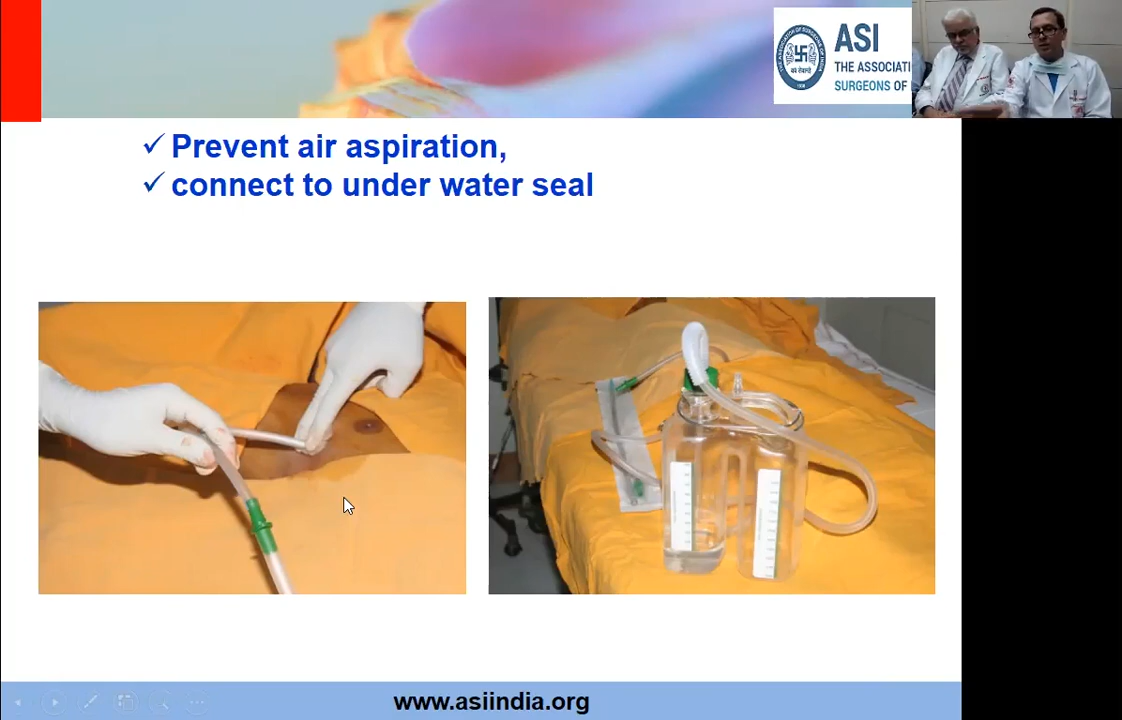 ASI
THE ASSOCIATI
SURGEONS OF
Prevent air aspiration,
connect to under water seal
www.asiindia.org